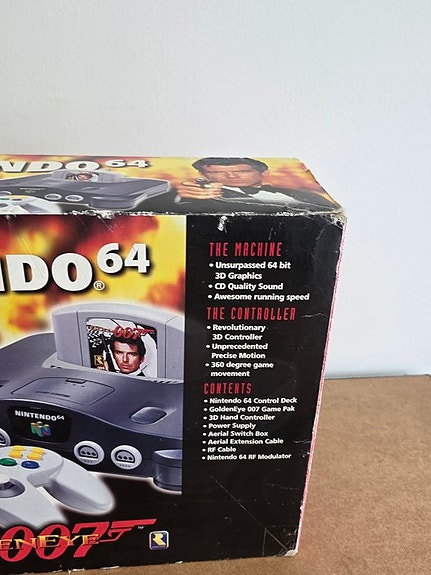 NDO 64
NDO 64
®
THE MACHINE
• Unsurpassed 64 bit
3D Graphics
• CD Quality Sound
• Awesome running speed
THE CONTROLLER
• Revolutionary
3D Controller
• Unprecedented
Precise Motion
• 360 degree game
movement
CONTENTS
• Nintendo 64 Control Deck
• GoldenEye 007 Game Pak
• 3D Hand Controller
• Power Supply
• Aerial Switch Box
• Aerial Extension Cable
• RF Cable
• Nintendo 64 RF Modulator
007
NINTENDO64
ENEYE 007 ™
R